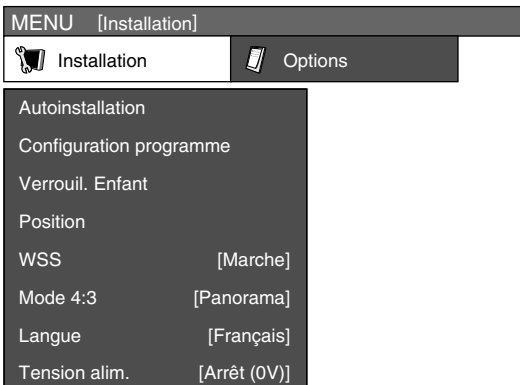 MENU [Installation]
Installation Options
Autoinstallation
Configuration programme
Verrouil. Enfant
Position
WSS [Marche]
Mode 4:3 [Panorama]
Langue [Français]
Tension alim. [Arrêt (0V)]